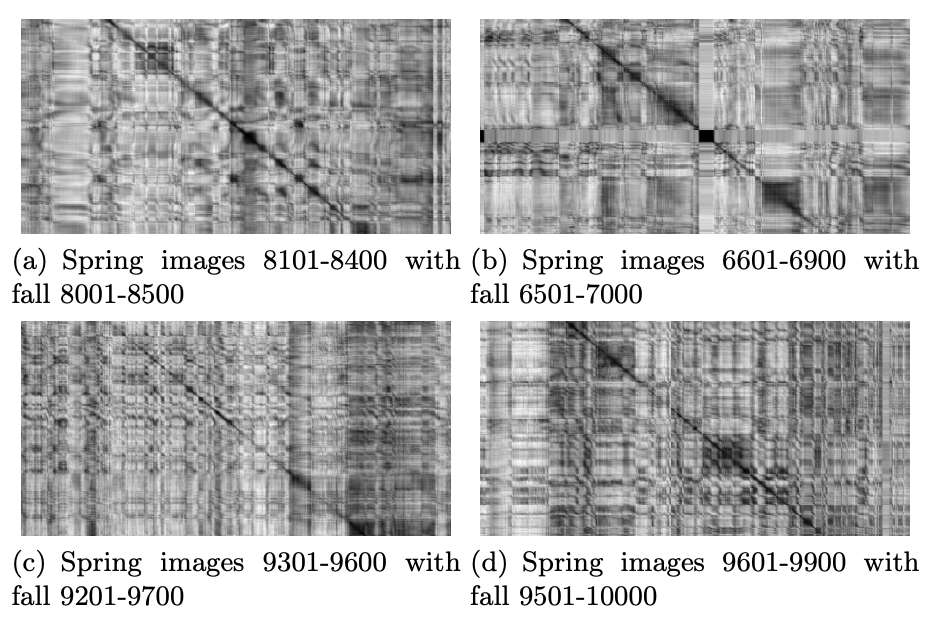 (a) Spring images 8101-8400 with
fall 8001-8500
(b) Spring images 6601-6900 with
fall 6501-7000
(c) Spring images 9301-9600 with
fall 9201-9700
(d) Spring images 9601-9900 with
fall 9501-10000